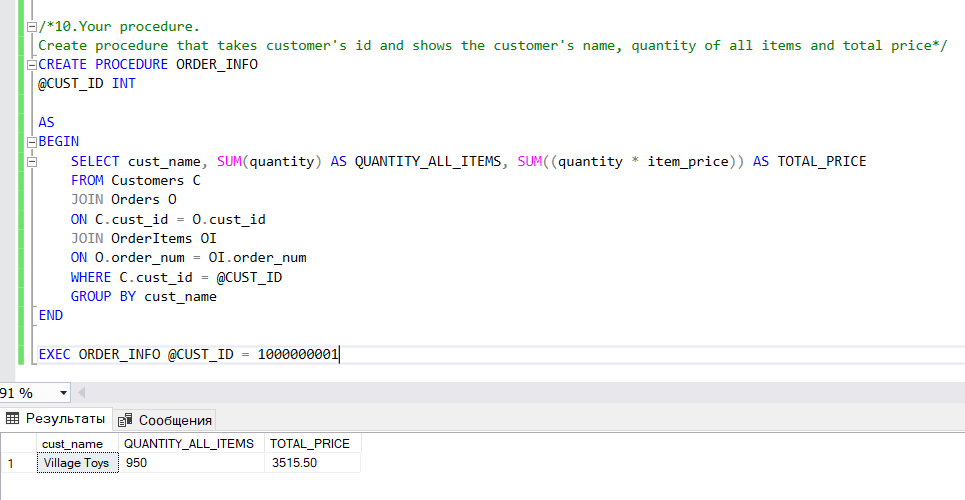 /*10.Your procedure.
Create procedure that takes customer's id and shows the customer's name, quantity of all items and total price*/
CREATE PROCEDURE ORDER_INFO
@CUST_ID INT
AS
BEGIN
SELECT cust_name, SUM(quantity) AS QUANTITY_ALL_ITEMS, SUM((quantity * item_price)) AS TOTAL_PRICE
FROM Customers C
JOIN Orders O
ON C.cust_id = O.cust_id
JOIN OrderItems OI
ON O.order_num = OI.order_num
WHERE C.cust_id = @CUST_ID
GROUP BY cust_name
END
EXEC ORDER_INFO @CUST_ID = 1000000001
91 %
Результаты Сообщения
cust_name QUANTITY_ALL_ITEMS TOTAL_PRICE
1 Village Toys 950 3515.50